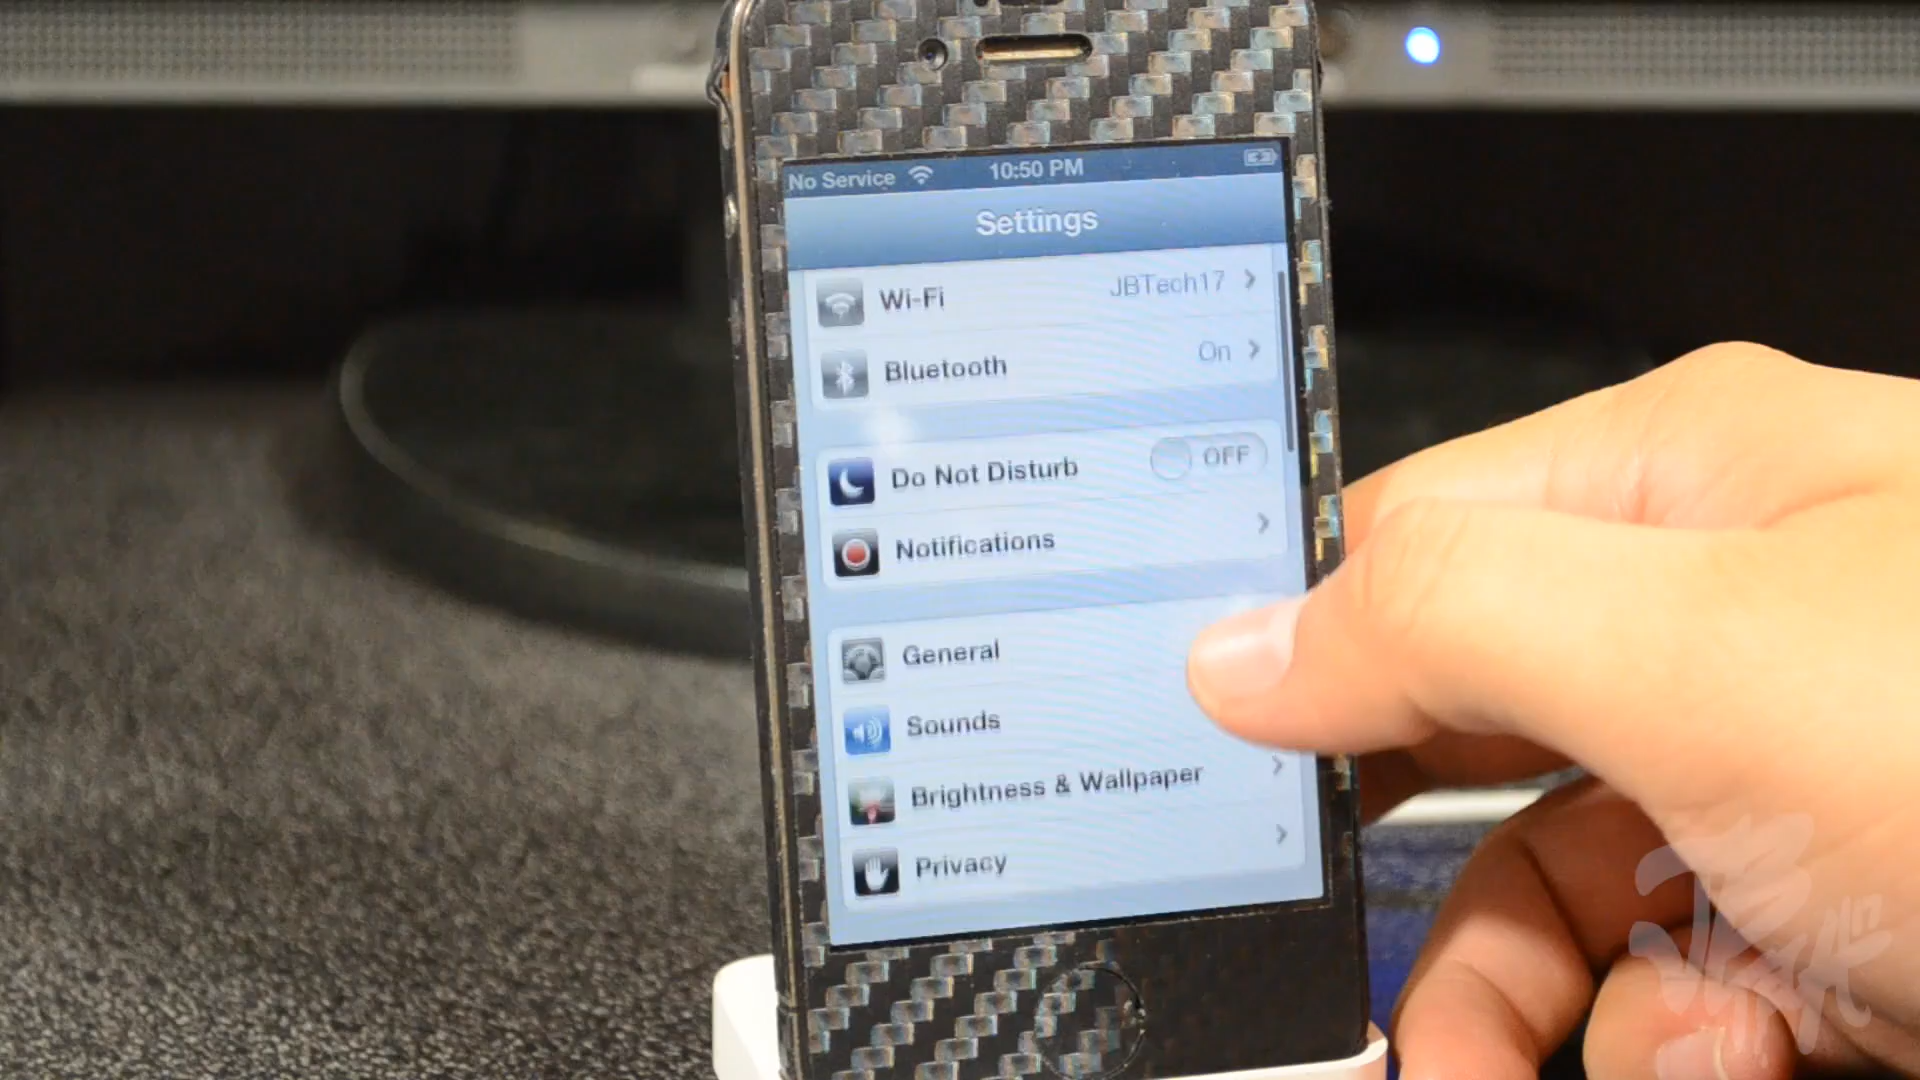 No Service 10:50 PM
Settings
Wi-Fi JBTech17
Bluetooth On
Do Not Disturb OFF
Notifications
General
Sounds
Brightness & Wallpaper
Privacy